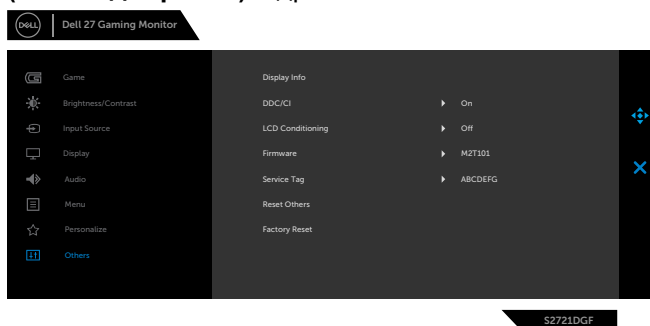 DELL
Dell 27 Gaming Monitor
Game
Display Info
Brightness/Contrast
DDC/CI
On
Input Source
LCD Conditioning
Off
Display
Firmware
M2T101
Audio
Service Tag
ABCDEFG
Menu
Reset Others
Personalize
Factory Reset
Others
S2721DGF